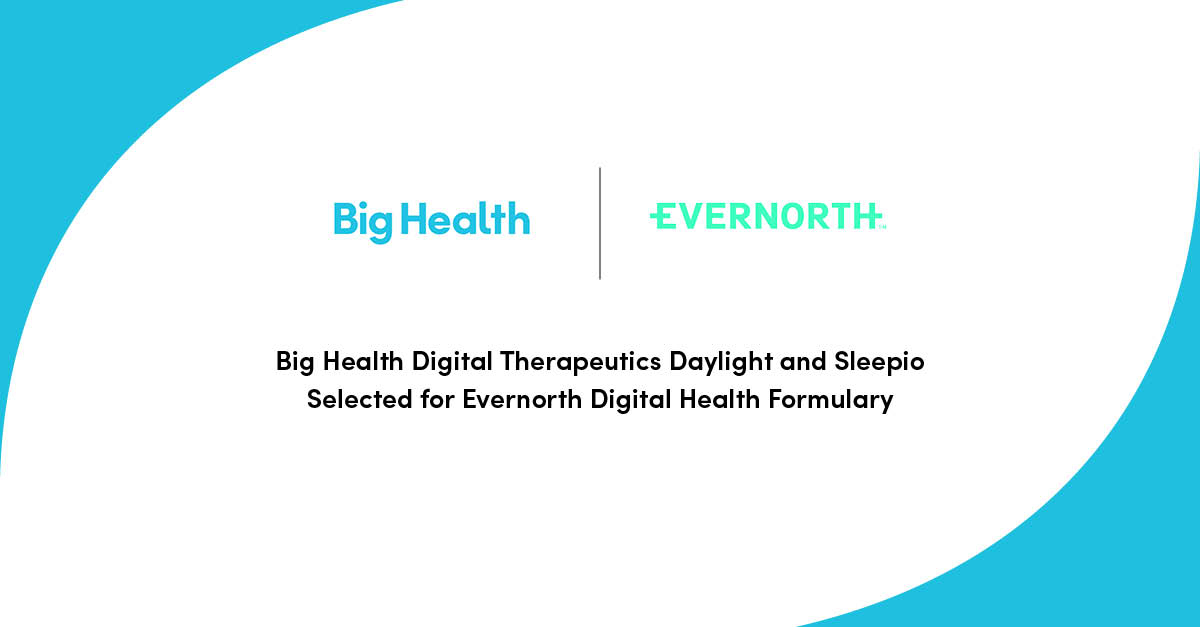 Big Health
EVERNORTH
Big Health Digital Therapeutics Daylight and Sleepio
Selected for Evernorth Digital Health Formulary